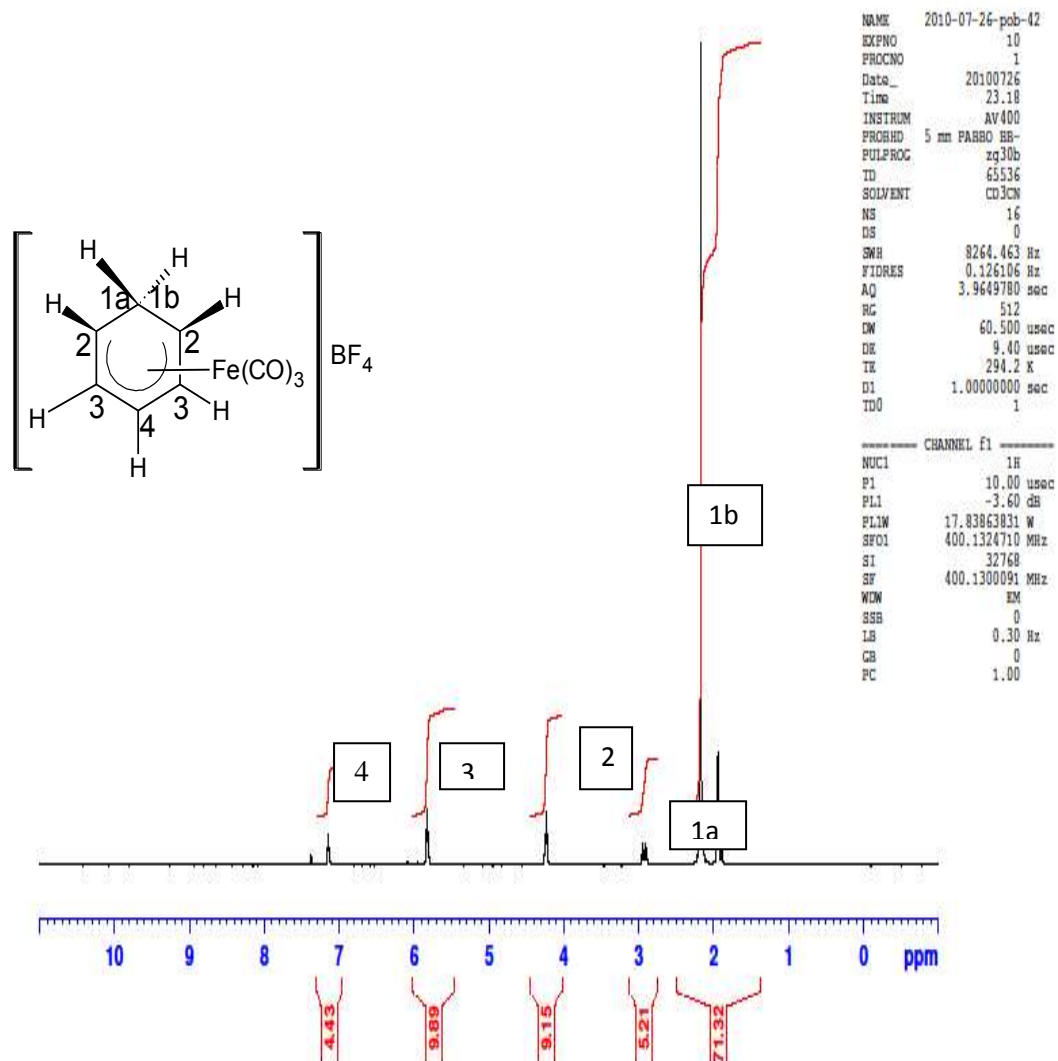 NAME 2010-07-26-pob-42
EXPNO 10
PROCNO 1
Date_ 20100726
Time 23.18
INSTRUM AV400
PROBHD 5 mm PABBO BB-
PULPROG zg30b
TD 65536
SOLVENT CD3CN
NS 16
DS 0
SWH 8264.463 Hz
FIDRES 0.126106 Hz
AQ 3.9649780 sec
RG 512
DW 60.500 usec
DE 9.40 usec
TE 294.2 K
D1 1.00000000 sec
TD0 1
======== CHANNEL f1 ========
NUC1 1H
P1 10.00 usec
PL1 -3.60 dB
PL1W 17.83863831 W
SFO1 400.1324710 MHz
SI 32768
SF 400.1300091 MHz
WDW EM
SSB 0
LB 0.30 Hz
GB 0
PC 1.00
H H
H 1a 1b H
2 2
Fe(CO)3 BF4
H 3 3 H
4
H
1b
4 3 2
1a
10 9 8 7 6 5 4 3 2 1 0 ppm
4.43 9.89 9.15 5.21 71.32